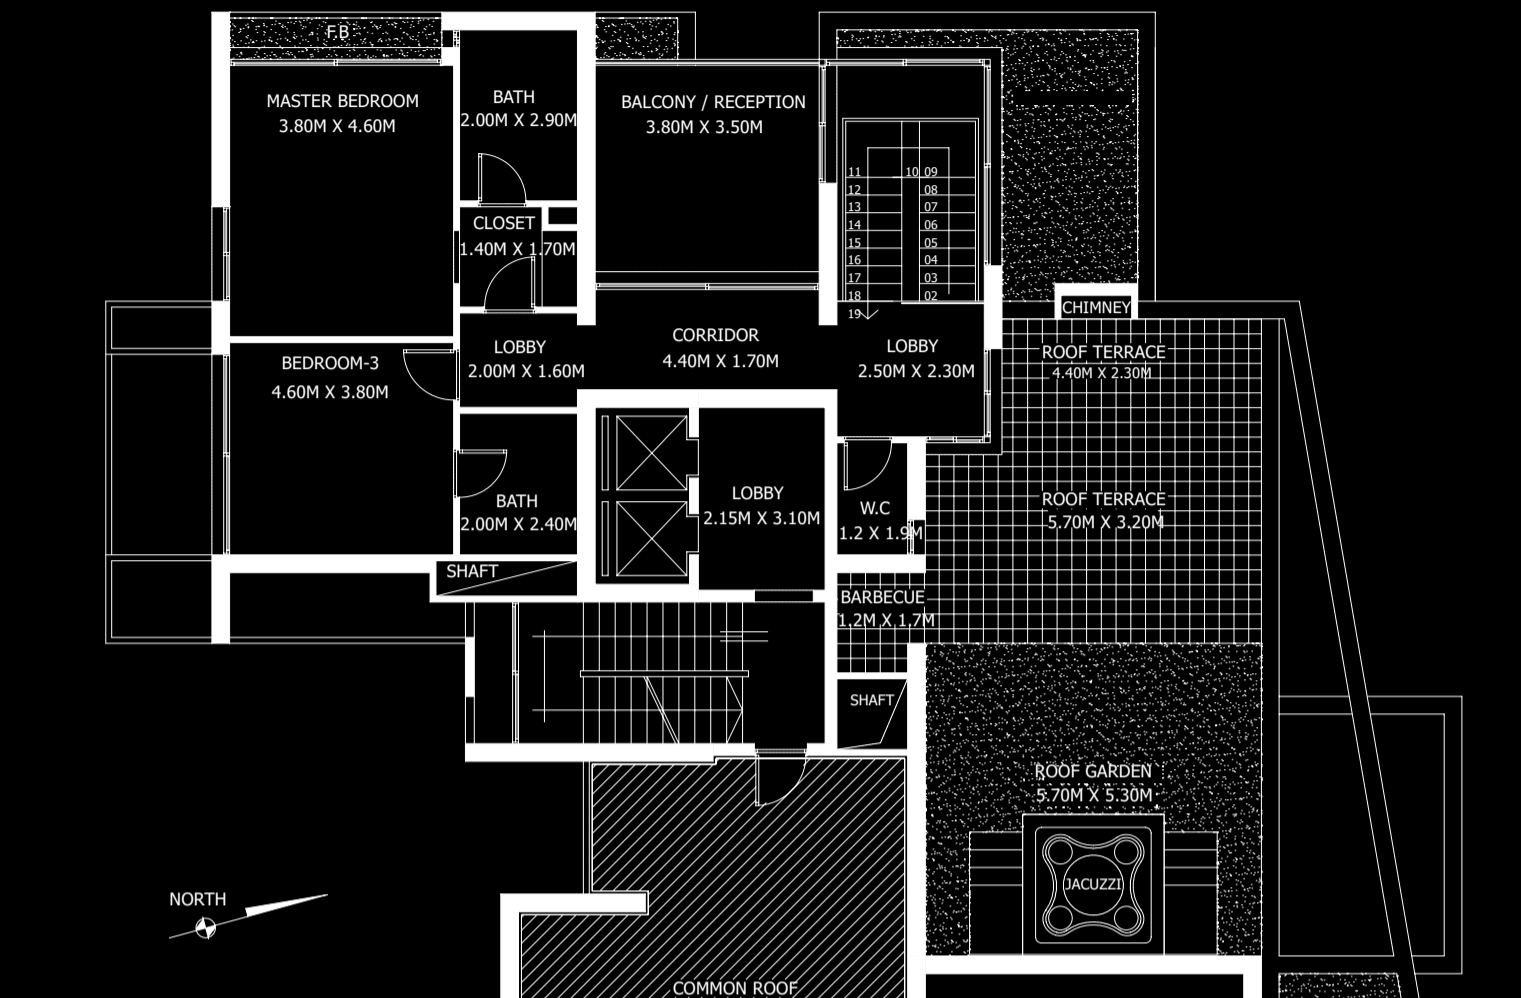 F.B
MASTER BEDROOM
3.80M X 4.60M
BATH
2.00M X 2.90M
BALCONY / RECEPTION
3.80M X 3.50M
11
10 09
12
08
13
07
14
06
15
05
16
04
17
03
18
02
19
CLOSET
1.40M X 1.70M
CHIMNEY
LOBBY
2.00M X 1.60M
CORRIDOR
4.40M X 1.70M
LOBBY
2.50M X 2.30M
ROOF TERRACE
4.40M X 2.30M
BEDROOM-3
4.60M X 3.80M
BATH
2.00M X 2.40M
LOBBY
2.15M X 3.10M
W.C
1.2 X 1.9M
ROOF TERRACE
5.70M X 3.20M
SHAFT
BARBECUE
1.2M X 1.7M
SHAFT
ROOF GARDEN
5.70M X 5.30M
JACUZZI
NORTH
COMMON ROOF